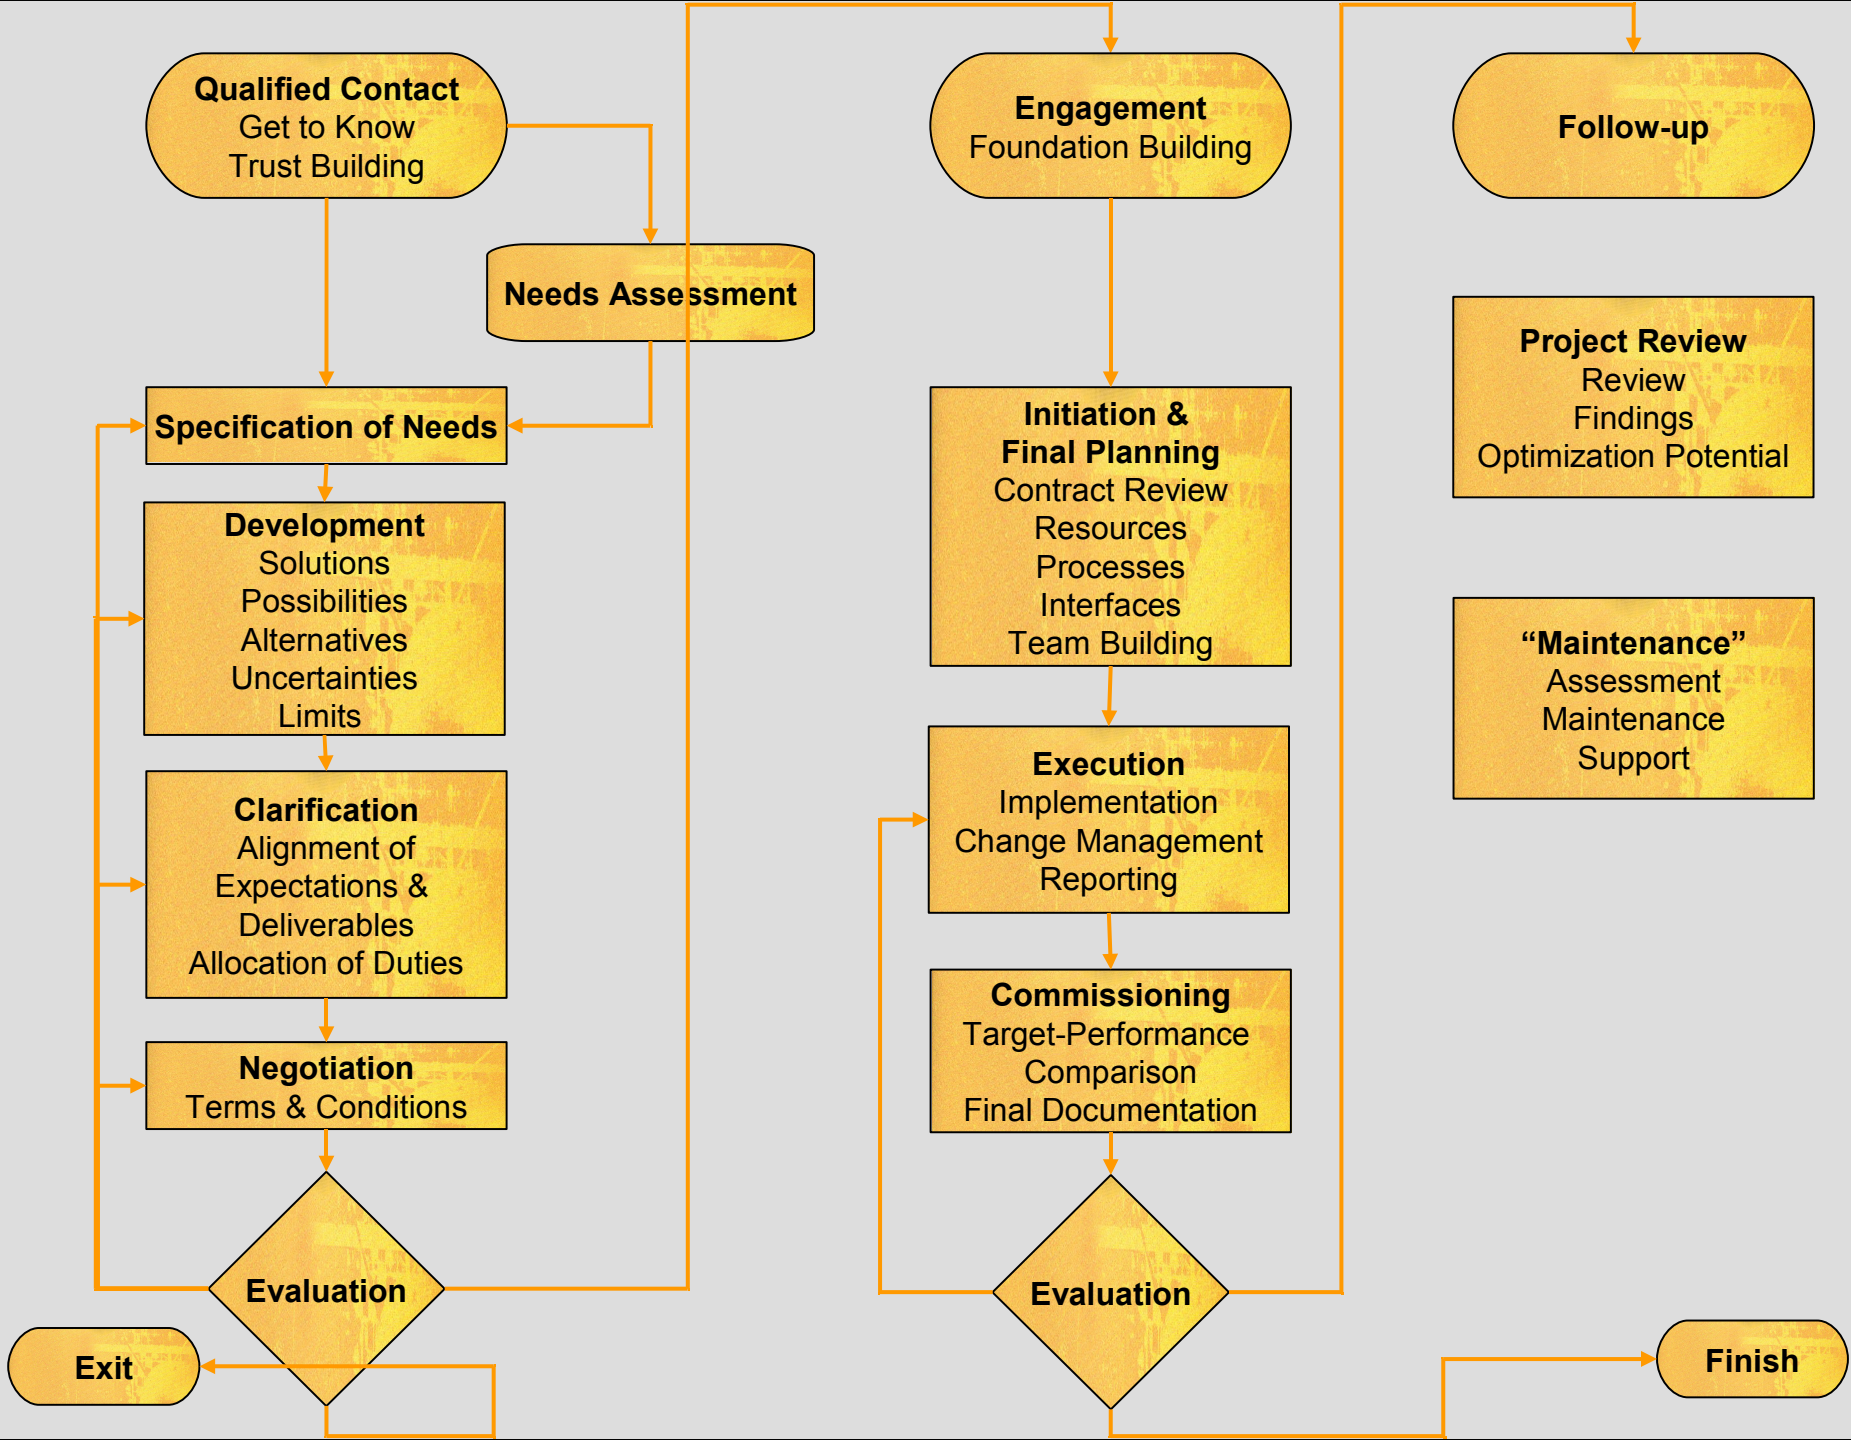 Qualified Contact
Get to Know
Trust Building
Needs Assessment
Specification of Needs
Development
Solutions
Possibilities
Alternatives
Uncertainties
Limits
Clarification
Alignment of
Expectations &
Deliverables
Allocation of Duties
Negotiation
Terms & Conditions
Evaluation
Exit
Engagement
Foundation Building
Initiation &
Final Planning
Contract Review
Resources
Processes
Interfaces
Team Building
Execution
Implementation
Change Management
Reporting
Commissioning
Target-Performance
Comparison
Final Documentation
Evaluation
Follow-up
Project Review
Review
Findings
Optimization Potential
“Maintenance”
Assessment
Maintenance
Support
Finish